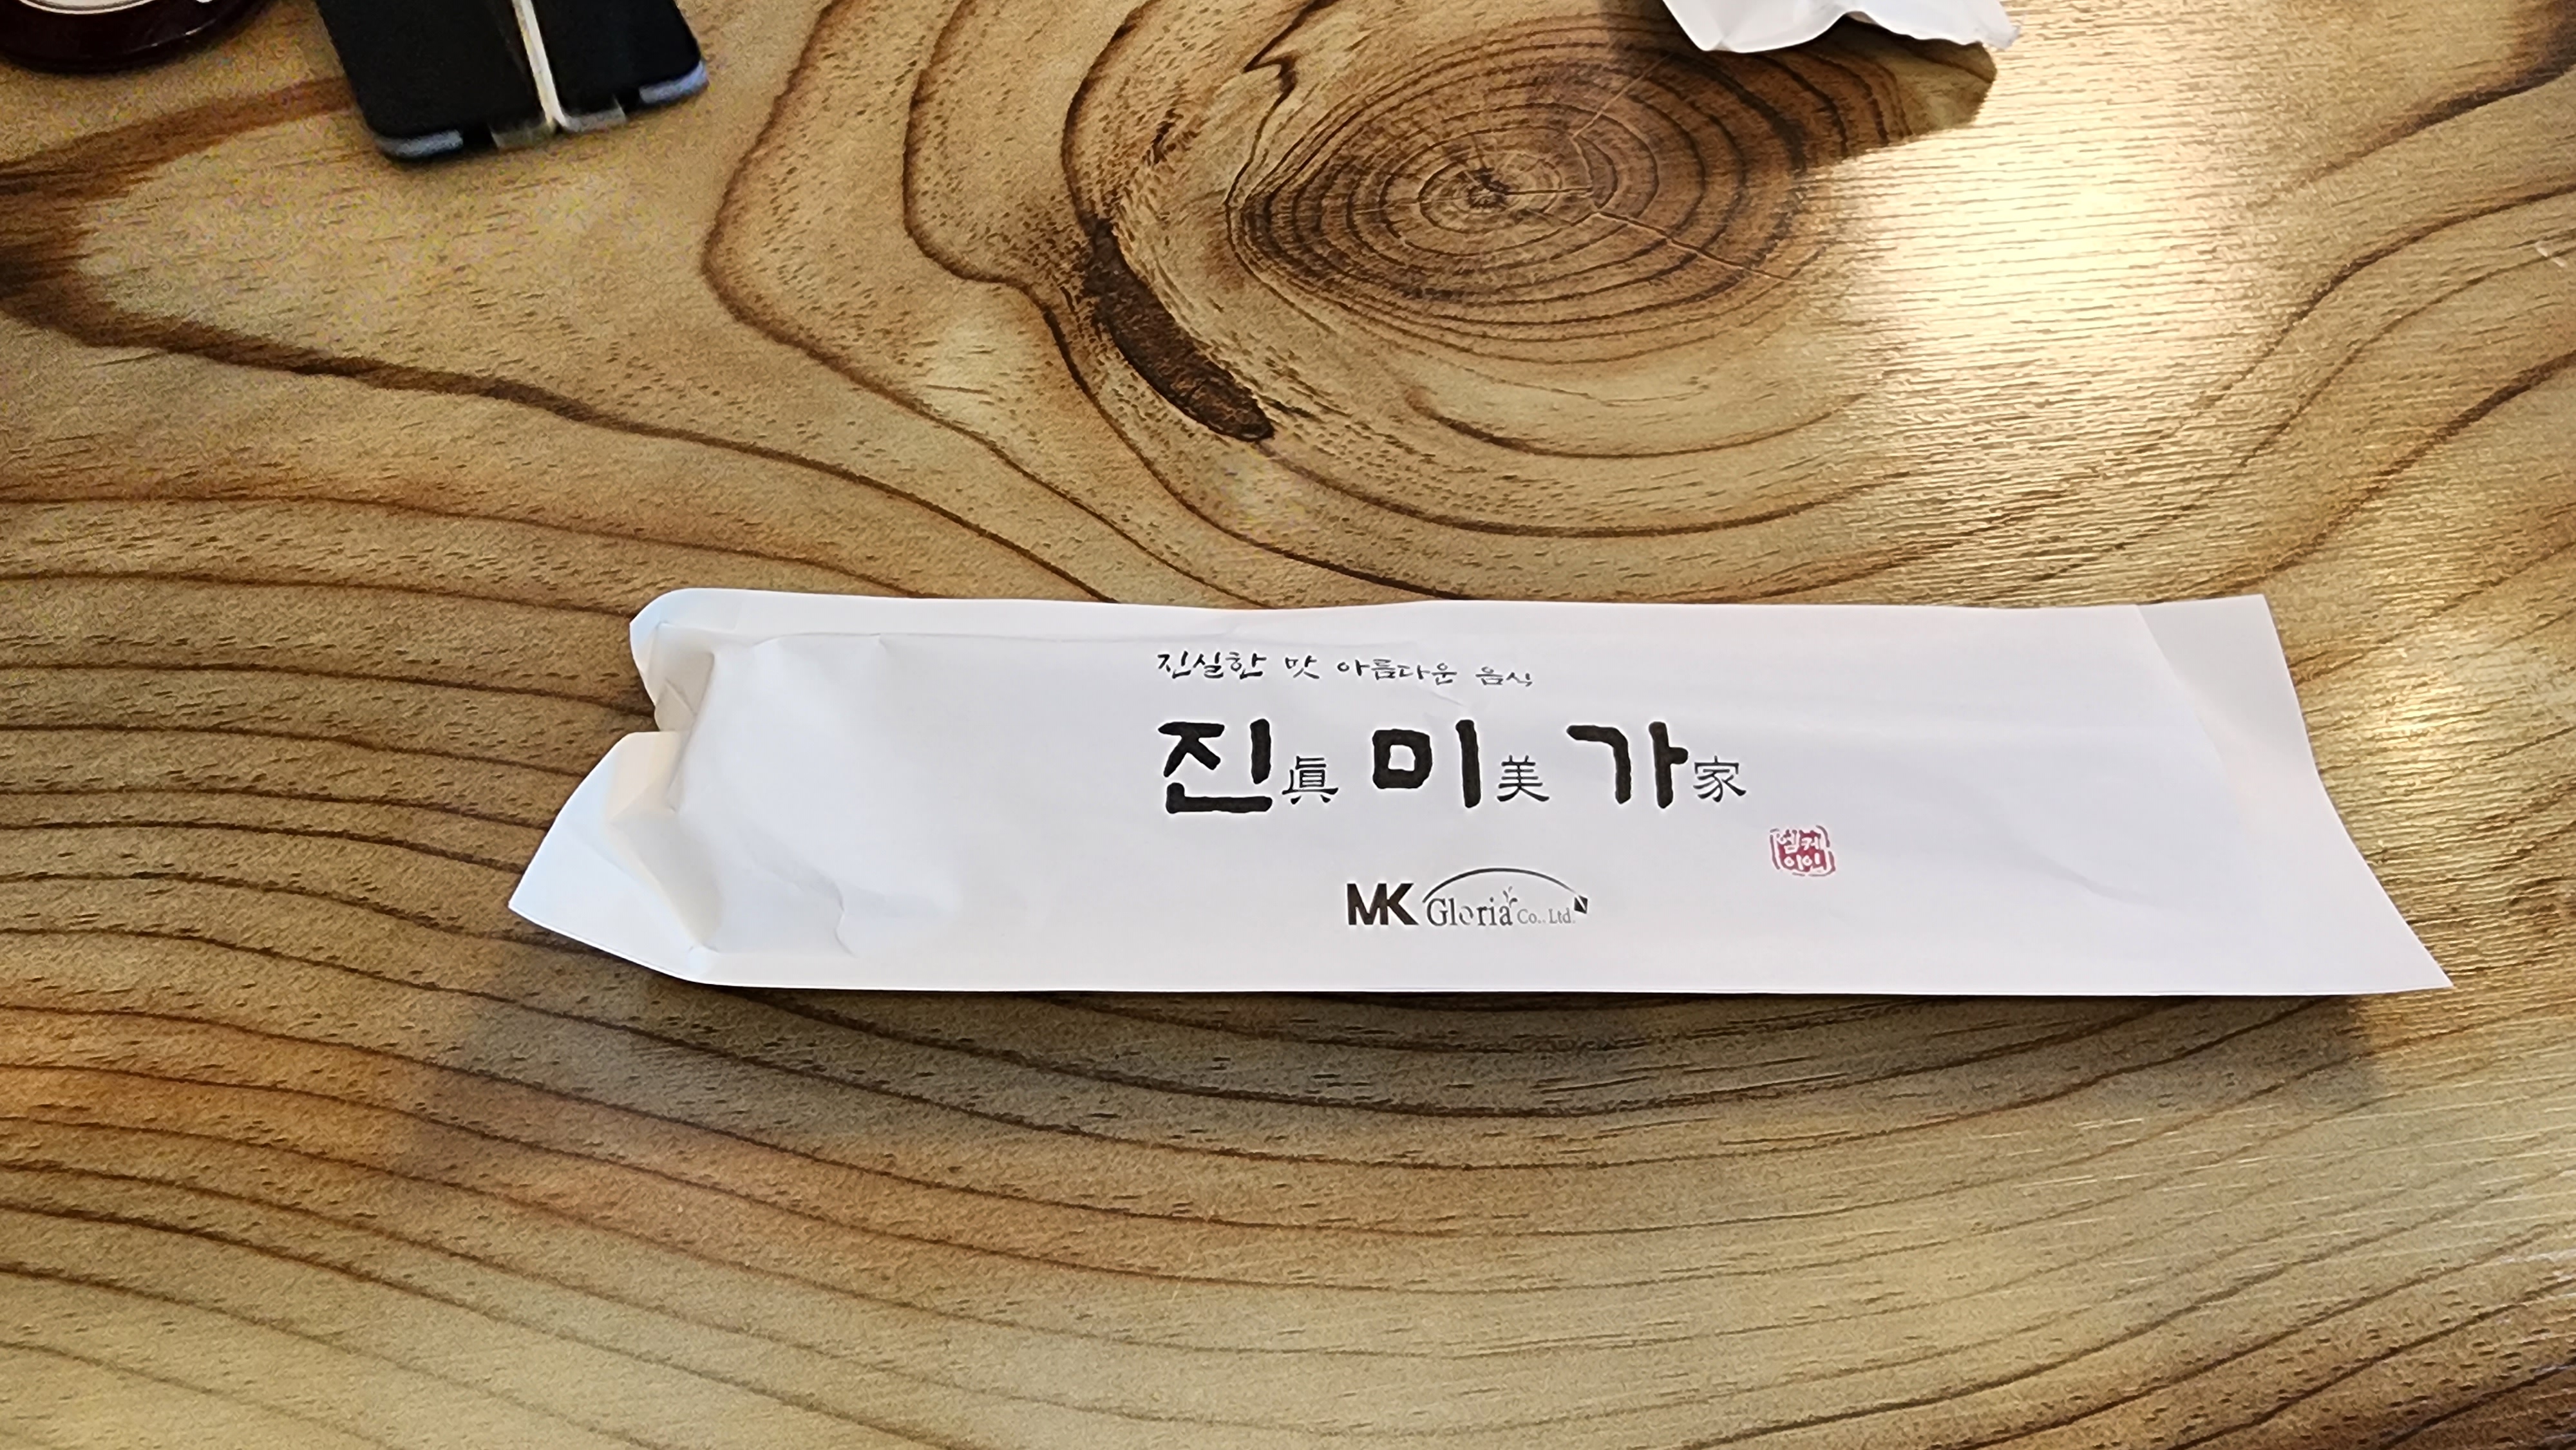 진실한 맛 아름다운 음식
진眞 미美 가家
MK Gloria Co., Ltd.